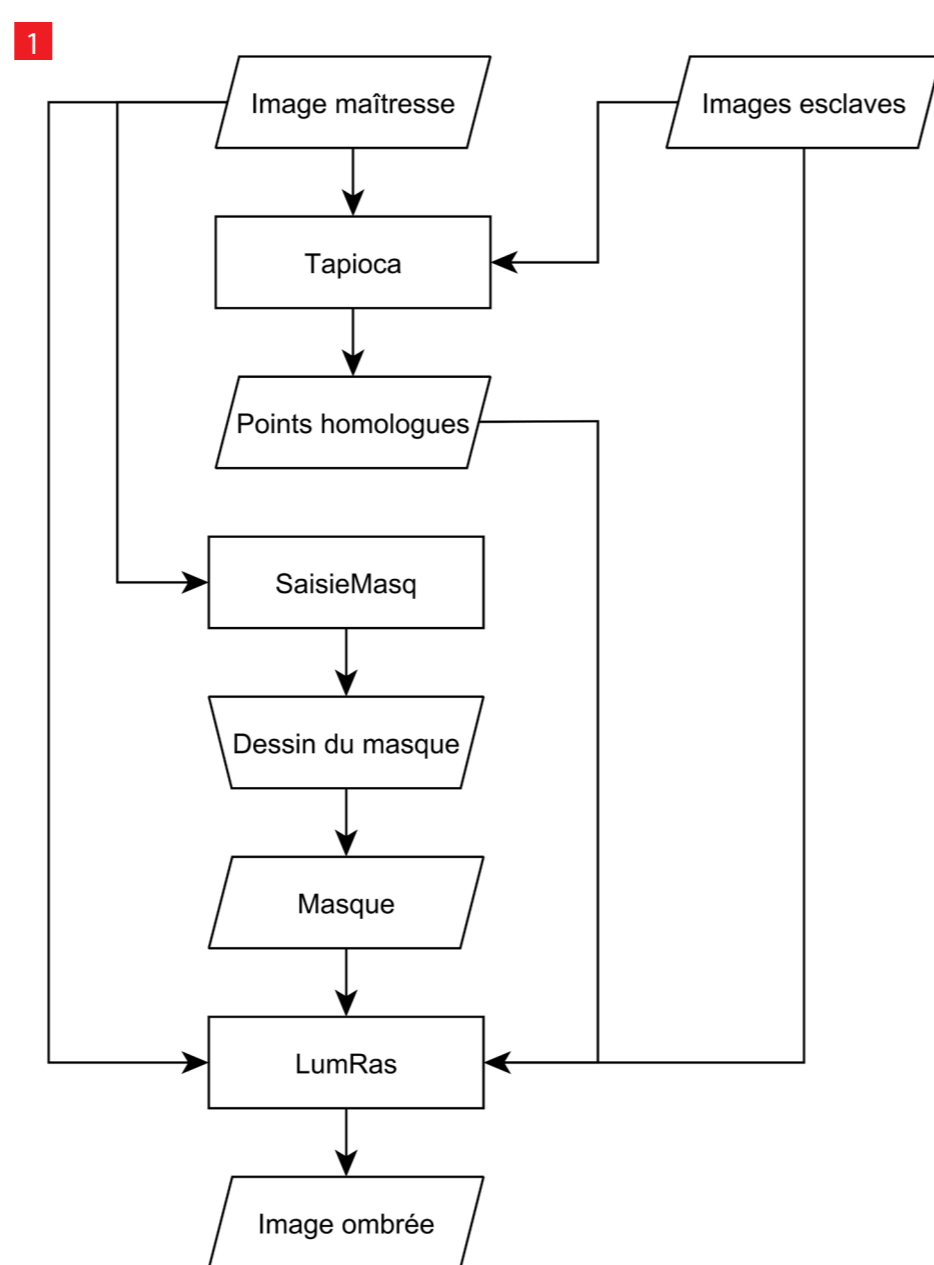 1
Image maîtresse
Images esclaves
Tapioca
Points homologues
SaisieMasq
Dessin du masque
Masque
LumRas
Image ombrée